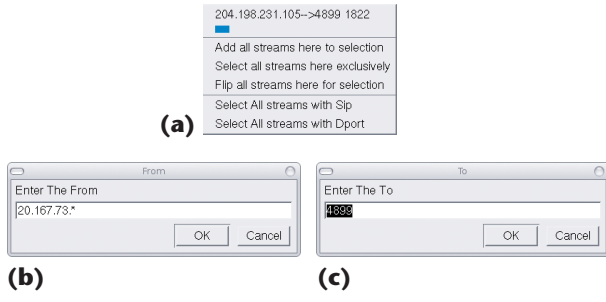 204.198.231.105-->4899 1822
Add all streams here to selection
Select all streams here exclusively
Flip all streams here for selection
Select All streams with Sip
Select All streams with Dport
(a)
From
Enter The From
20.167.73.*
OK Cancel
(b)
To
Enter The To
4899
OK Cancel
(c)